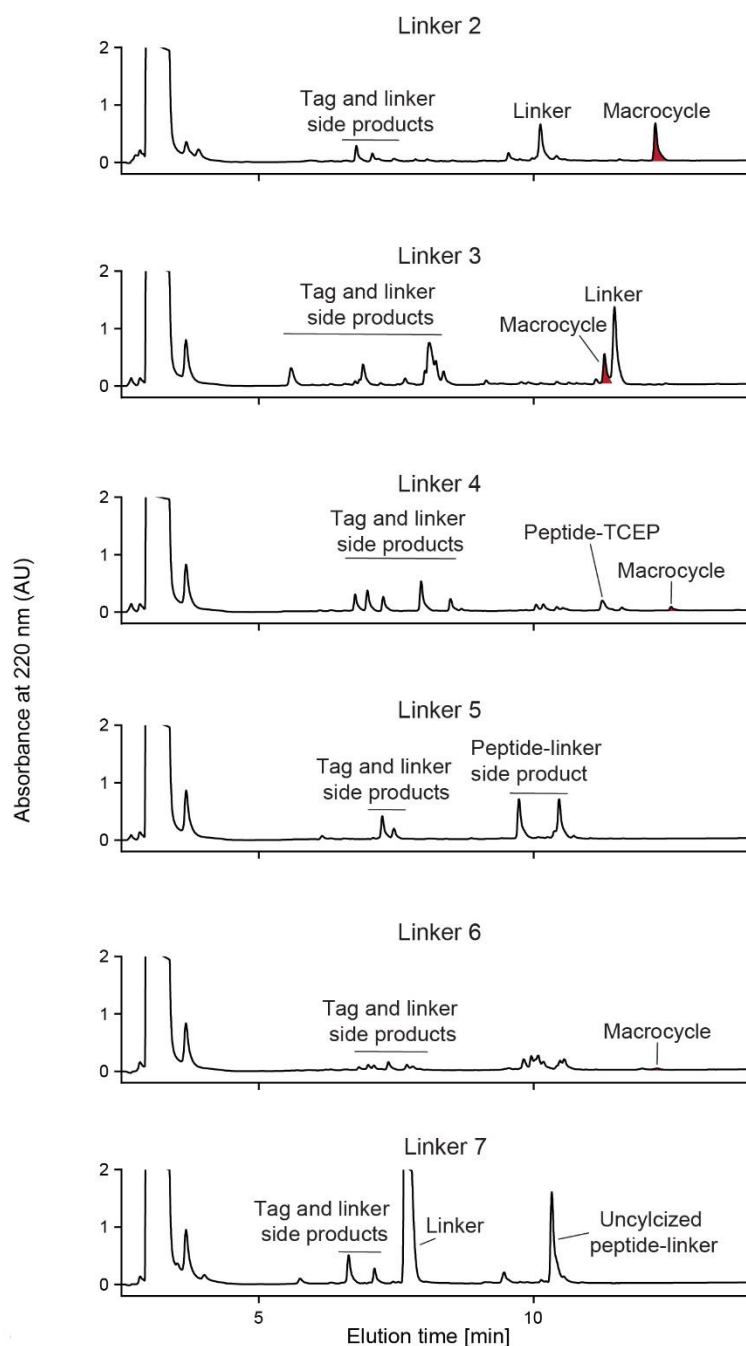 Linker 2
2
1
0
Tag and linker
side products
Linker
Macrocycle
Linker 3
2
1
0
Tag and linker
side products
Linker
Macrocycle
Linker 4
2
1
0
Tag and linker
side products
Peptide-TCEP
Macrocycle
Linker 5
2
1
0
Tag and linker
side products
Peptide-linker
side product
Linker 6
2
1
0
Tag and linker
side products
Macrocycle
Linker 7
2
1
0
Tag and linker
side products
Linker
Uncylcized
peptide-linker
5
10
Elution time [min]
Absorbance at 220 nm (AU)